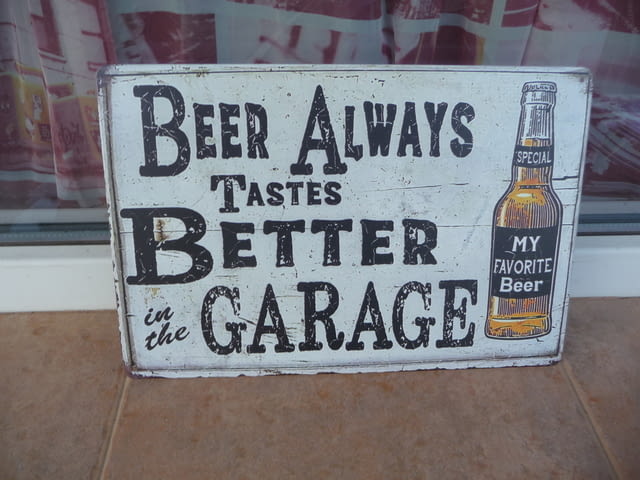 Beer Always
Tastes
Better
in the
GARAGE
SPECIAL
MY
FAVORITE
Beer